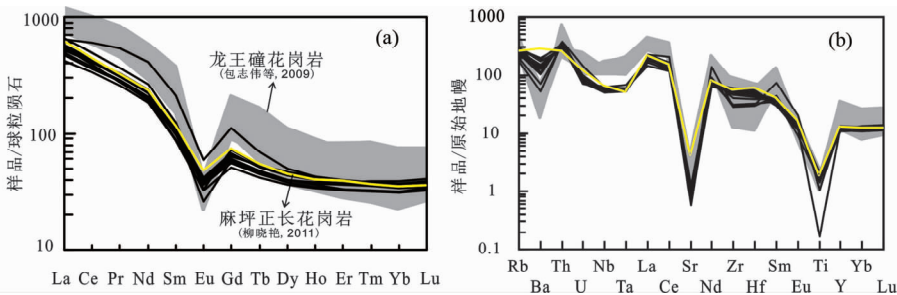 (a)
1000
100
10
样品/球粒陨石
龙王䃥花岗岩
(包志伟等, 2009)
麻坪正长花岗岩
(柳晓艳, 2011)
La Ce Pr Nd Sm Eu Gd Tb Dy Ho Er Tm Yb Lu
(b)
1000
100
10
1
0.1
样品/原始地幔
Rb Th Nb La Sr Zr Sm Ti Yb
Ba U Ta Ce Nd Hf Eu Y Lu